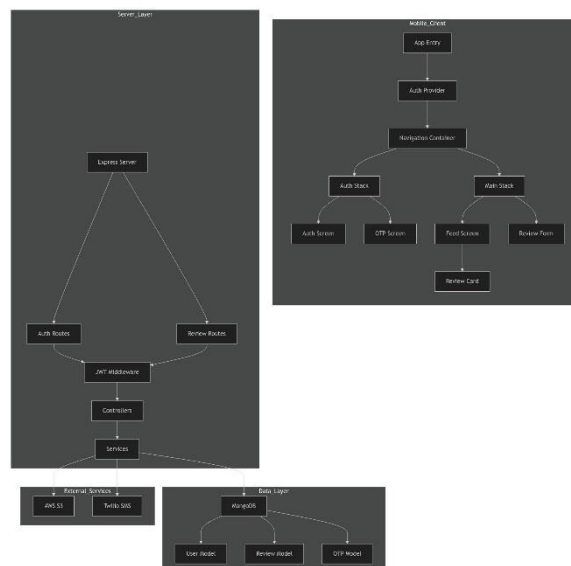 Server_Layer
Express Server
Auth Routes
Review Routes
JWT Middleware
Controllers
Services
External_Services
AWS S3
Twilio SMS
Data_Layer
MongoDB
User Model
Review Model
OTP Model
Mobile_Client
App Entry
Auth Provider
Navigation Container
Auth Stack
Main Stack
Auth Screen
OTP Screen
Feed Screen
Review Form
Review Card